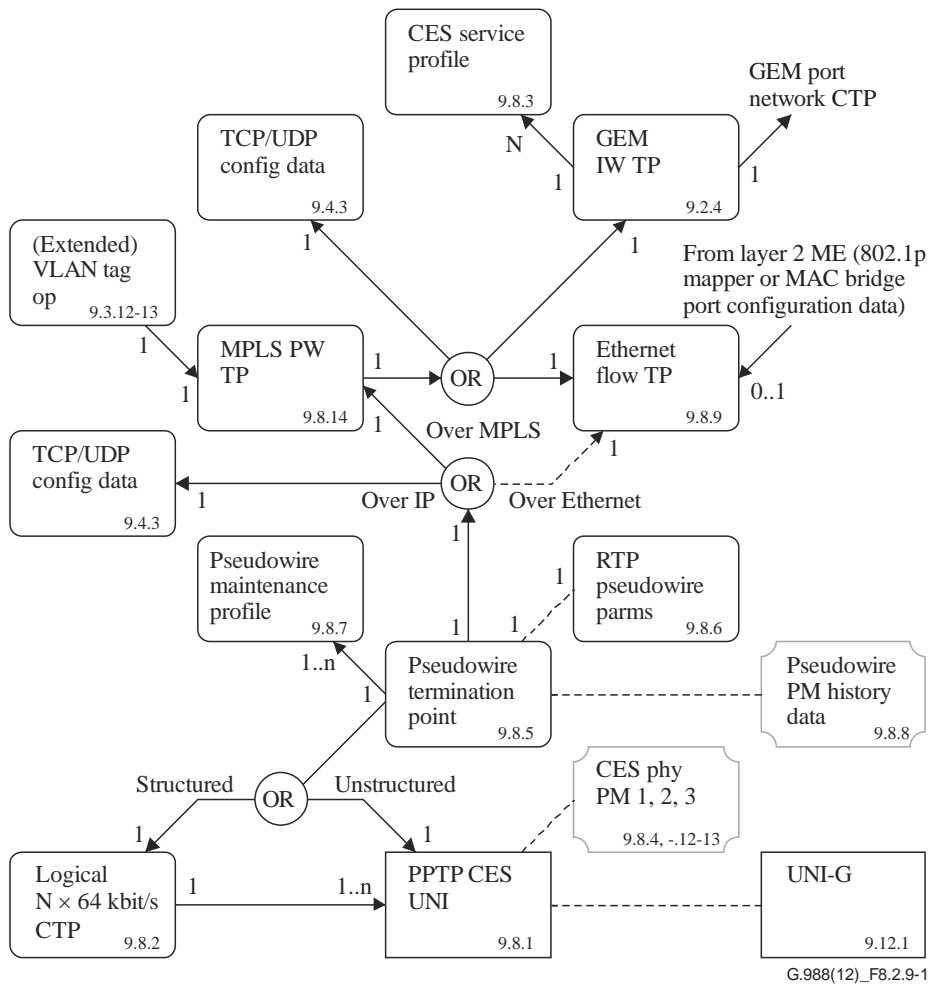 CES service
profile
9.8.3
GEM port
network CTP
TCP/UDP
config data
9.4.3
N
1
GEM
IW TP
9.2.4
1
1
1
(Extended)
VLAN tag
op
9.3.12-13
From layer 2 ME (802.1p
mapper or MAC bridge
port configuration data)
1
1
MPLS PW
TP
9.8.14
1
OR
1
Ethernet
flow TP
9.8.9
0..1
1
Over MPLS
1
TCP/UDP
config data
9.4.3
1
Over IP
OR
Over Ethernet
1
Pseudowire
maintenance
profile
9.8.7
1
RTP
pseudowire
parms
9.8.6
1..n
1
1
1
Pseudowire
termination
point
9.8.5
Pseudowire
PM history
data
9.8.8
Structured
OR
Unstructured
CES phy
PM 1, 2, 3
9.8.4, -.12-13
1
1
Logical
N × 64 kbit/s
CTP
9.8.2
1
1..n
PPTP CES
UNI
9.8.1
UNI-G
9.12.1
G.988(12)_F8.2.9-1